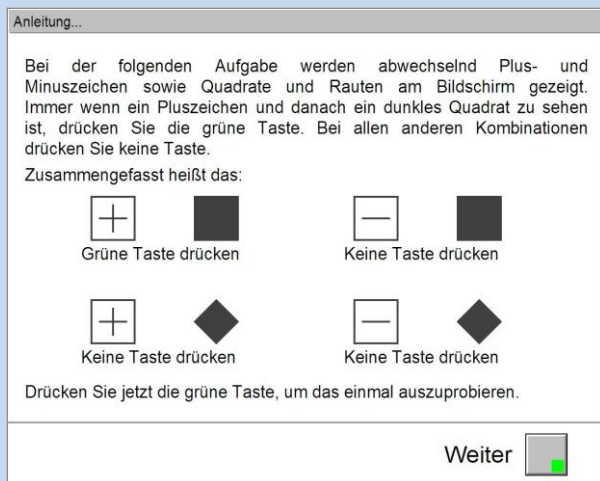 Anleitung...
Bei der folgenden Aufgabe werden abwechselnd Plus- und
Minuszeichen sowie Quadrate und Rauten am Bildschirm gezeigt.
Immer wenn ein Pluszeichen und danach ein dunkles Quadrat zu sehen
ist, drücken Sie die grüne Taste. Bei allen anderen Kombinationen
drücken Sie keine Taste.
Zusammengefasst heißt das:
Grüne Taste drücken
Keine Taste drücken
Keine Taste drücken
Keine Taste drücken
Drücken Sie jetzt die grüne Taste, um das einmal auszuprobieren.
Weiter